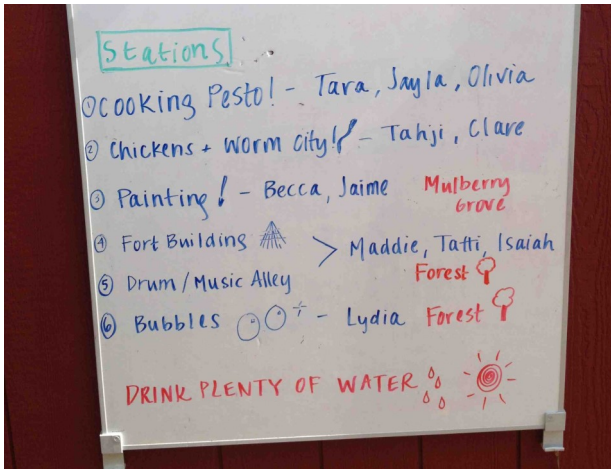 Stations
① Cooking Pesto! - Tara, Jayla, Olivia
② Chickens + Worm City! - Tahji, Clare
③ Painting! - Becca, Jaime Mulberry Grove
④ Fort Building > Maddie, Tatti, Isaiah
⑤ Drum/Music Alley Forest
⑥ Bubbles - Lydia Forest
DRINK PLENTY OF WATER